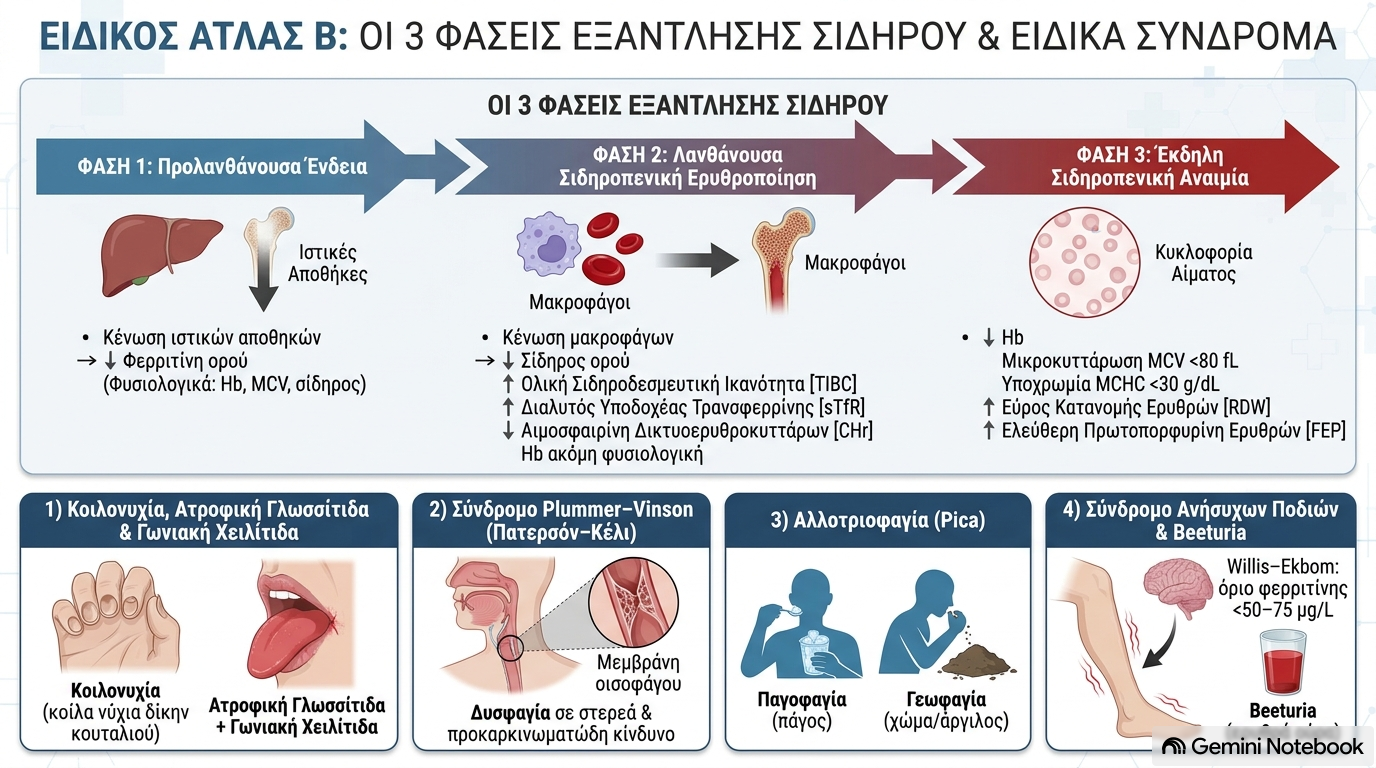 ΕΙΔΙΚΟΣ ΑΤΛΑΣ Β: ΟΙ 3 ΦΑΣΕΙΣ ΕΞΑΝΤΛΗΣΗΣ ΣΙΔΗΡΟΥ & ΕΙΔΙΚΑ ΣΥΝΔΡΟΜΑ
ΟΙ 3 ΦΑΣΕΙΣ ΕΞΑΝΤΛΗΣΗΣ ΣΙΔΗΡΟΥ
ΦΑΣΗ 1: Προλανθάνουσα Ένδεια
Ιστικές
Αποθήκες
• Κένωση ιστικών αποθηκών
→ ↓ Φερριτίνη ορού
(Φυσιολογικά: Hb, MCV, σίδηρος)
ΦΑΣΗ 2: Λανθάνουσα
Σιδηροπενική Ερυθροποίηση
Μακροφάγοι
Μακροφάγοι
• Κένωση μακροφάγων
→ ↓ Σίδηρος ορού
↑ Ολική Σιδηροδεσμευτική Ικανότητα [TIBC]
↑ Διαλυτός Υποδοχέας Τρανσφερρίνης [sTfR]
↓ Αιμοσφαιρίνη Δικτυοερυθροκυττάρων [CHr]
Hb ακόμη φυσιολογική
ΦΑΣΗ 3: Έκδηλη
Σιδηροπενική Αναιμία
Κυκλοφορία
Αίματος
• ↓ Hb
Μικροκυττάρωση MCV <80 fL
Υποχρωμία MCHC <30 g/dL
↑ Εύρος Κατανομής Ερυθρών [RDW]
↑ Ελεύθερη Πρωτοπορφυρίνη Ερυθρών [FEP]
1) Κοιλονυχία, Ατροφική Γλωσσίτιδα
& Γωνιακή Χειλίτιδα
Κοιλονυχία
(κοίλα νύχια δίκην
κουταλιού)
Ατροφική Γλωσσίτιδα
+ Γωνιακή Χειλίτιδα
2) Σύνδρομο Plummer–Vinson
(Πατερσόν–Κέλι)
Μεμβράνη
οισοφάγου
Δυσφαγία σε στερεά &
προκαρκινωματώδη κίνδυνο
3) Αλλοτριοφαγία (Pica)
Παγοφαγία
(πάγος)
Γεωφαγία
(χώμα/άργιλος)
4) Σύνδρομο Ανήσυχων Ποδιών
& Beeturia
Willis–Ekbom:
όριο φερριτίνης
<50–75 μg/L
Beeturia
Gemini Notebook